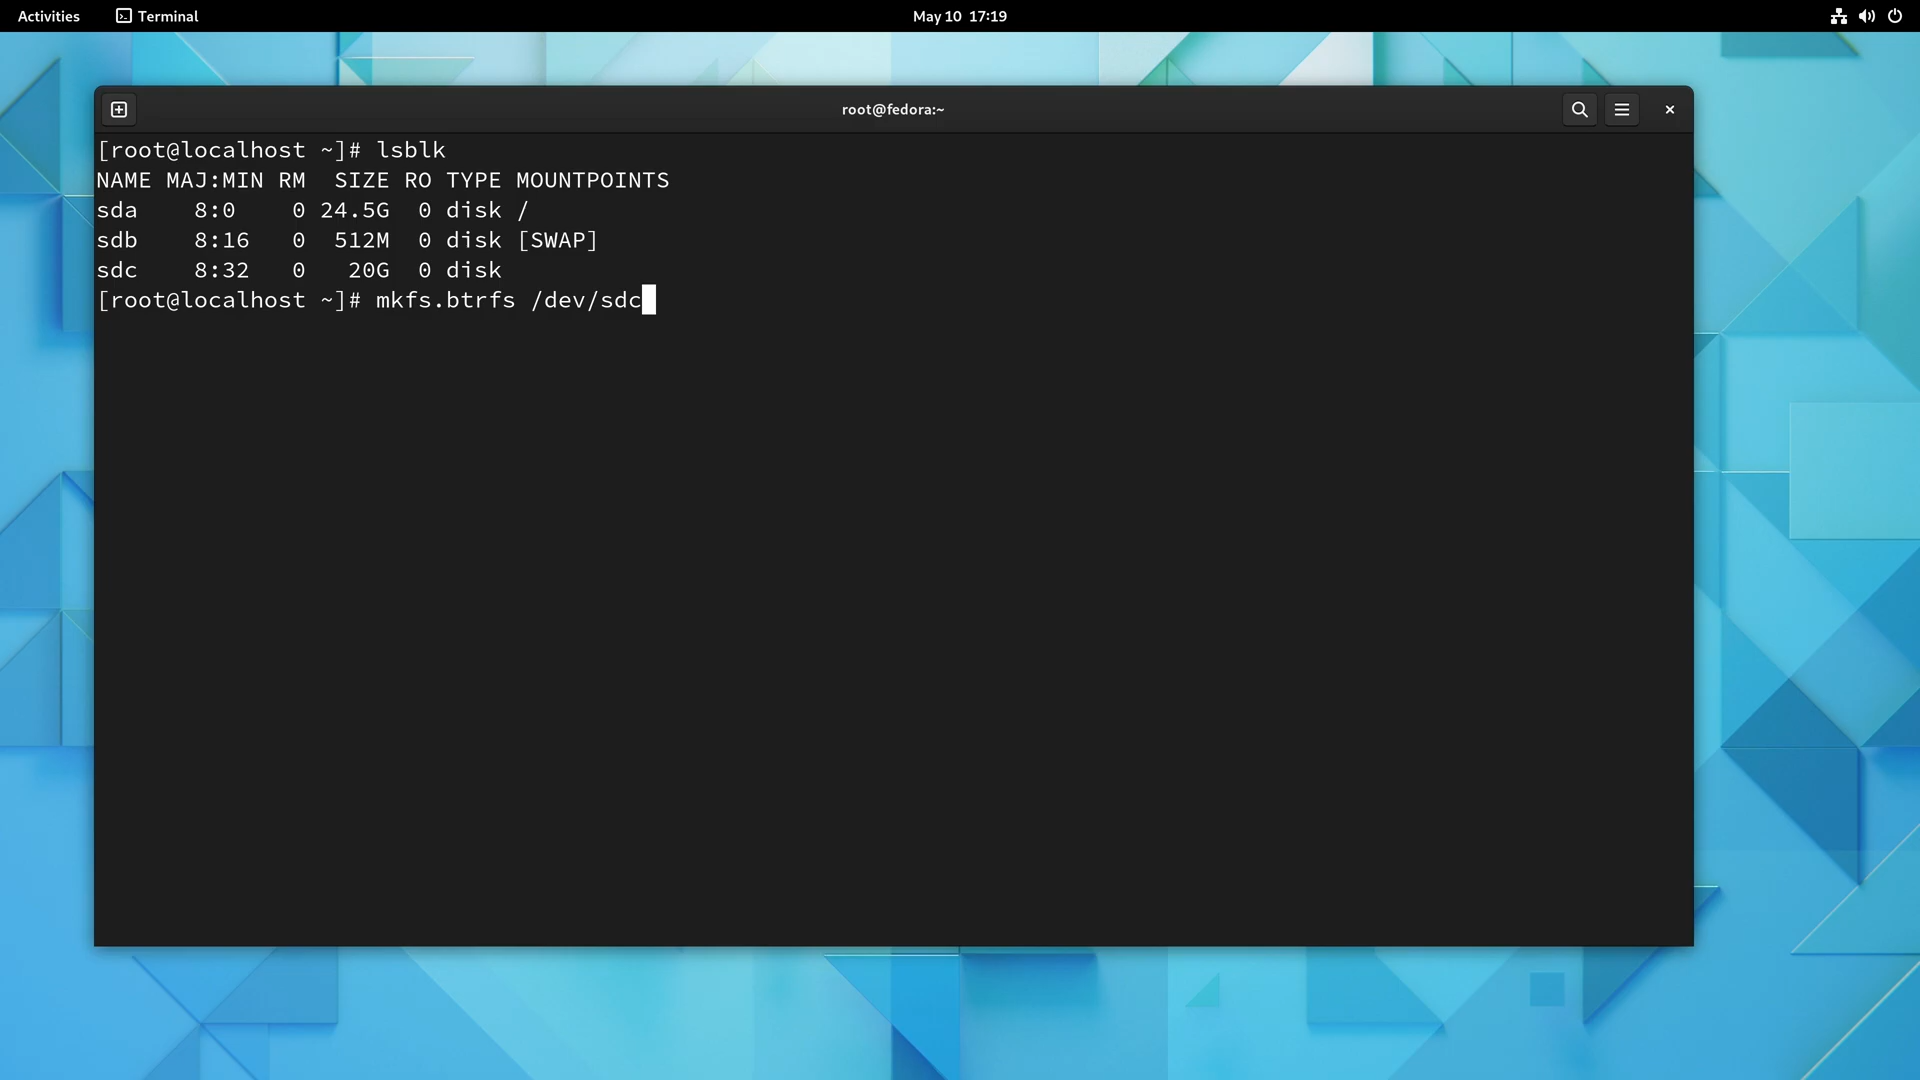 Activities Terminal May 10 17:19
root@fedora:~
[root@localhost ~]# lsblk
NAME MAJ:MIN RM  SIZE RO TYPE MOUNTPOINTS
sda    8:0    0 24.5G  0 disk /
sdb    8:16   0  512M  0 disk [SWAP]
sdc    8:32   0   20G  0 disk
[root@localhost ~]# mkfs.btrfs /dev/sdc